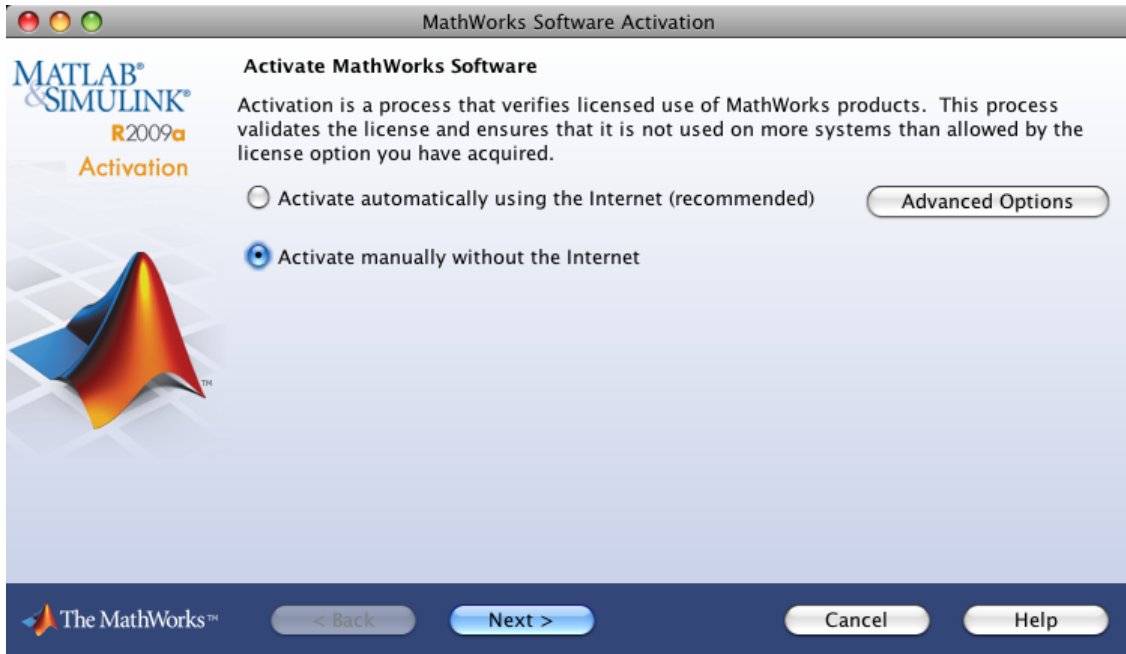 MathWorks Software Activation
MATLAB®
&SIMULINK®
R2009a
Activation
Activate MathWorks Software
Activation is a process that verifies licensed use of MathWorks products. This process
validates the license and ensures that it is not used on more systems than allowed by the
license option you have acquired.
Activate automatically using the Internet (recommended)
Advanced Options
Activate manually without the Internet
TM
The MathWorks™
< Back
Next >
Cancel
Help